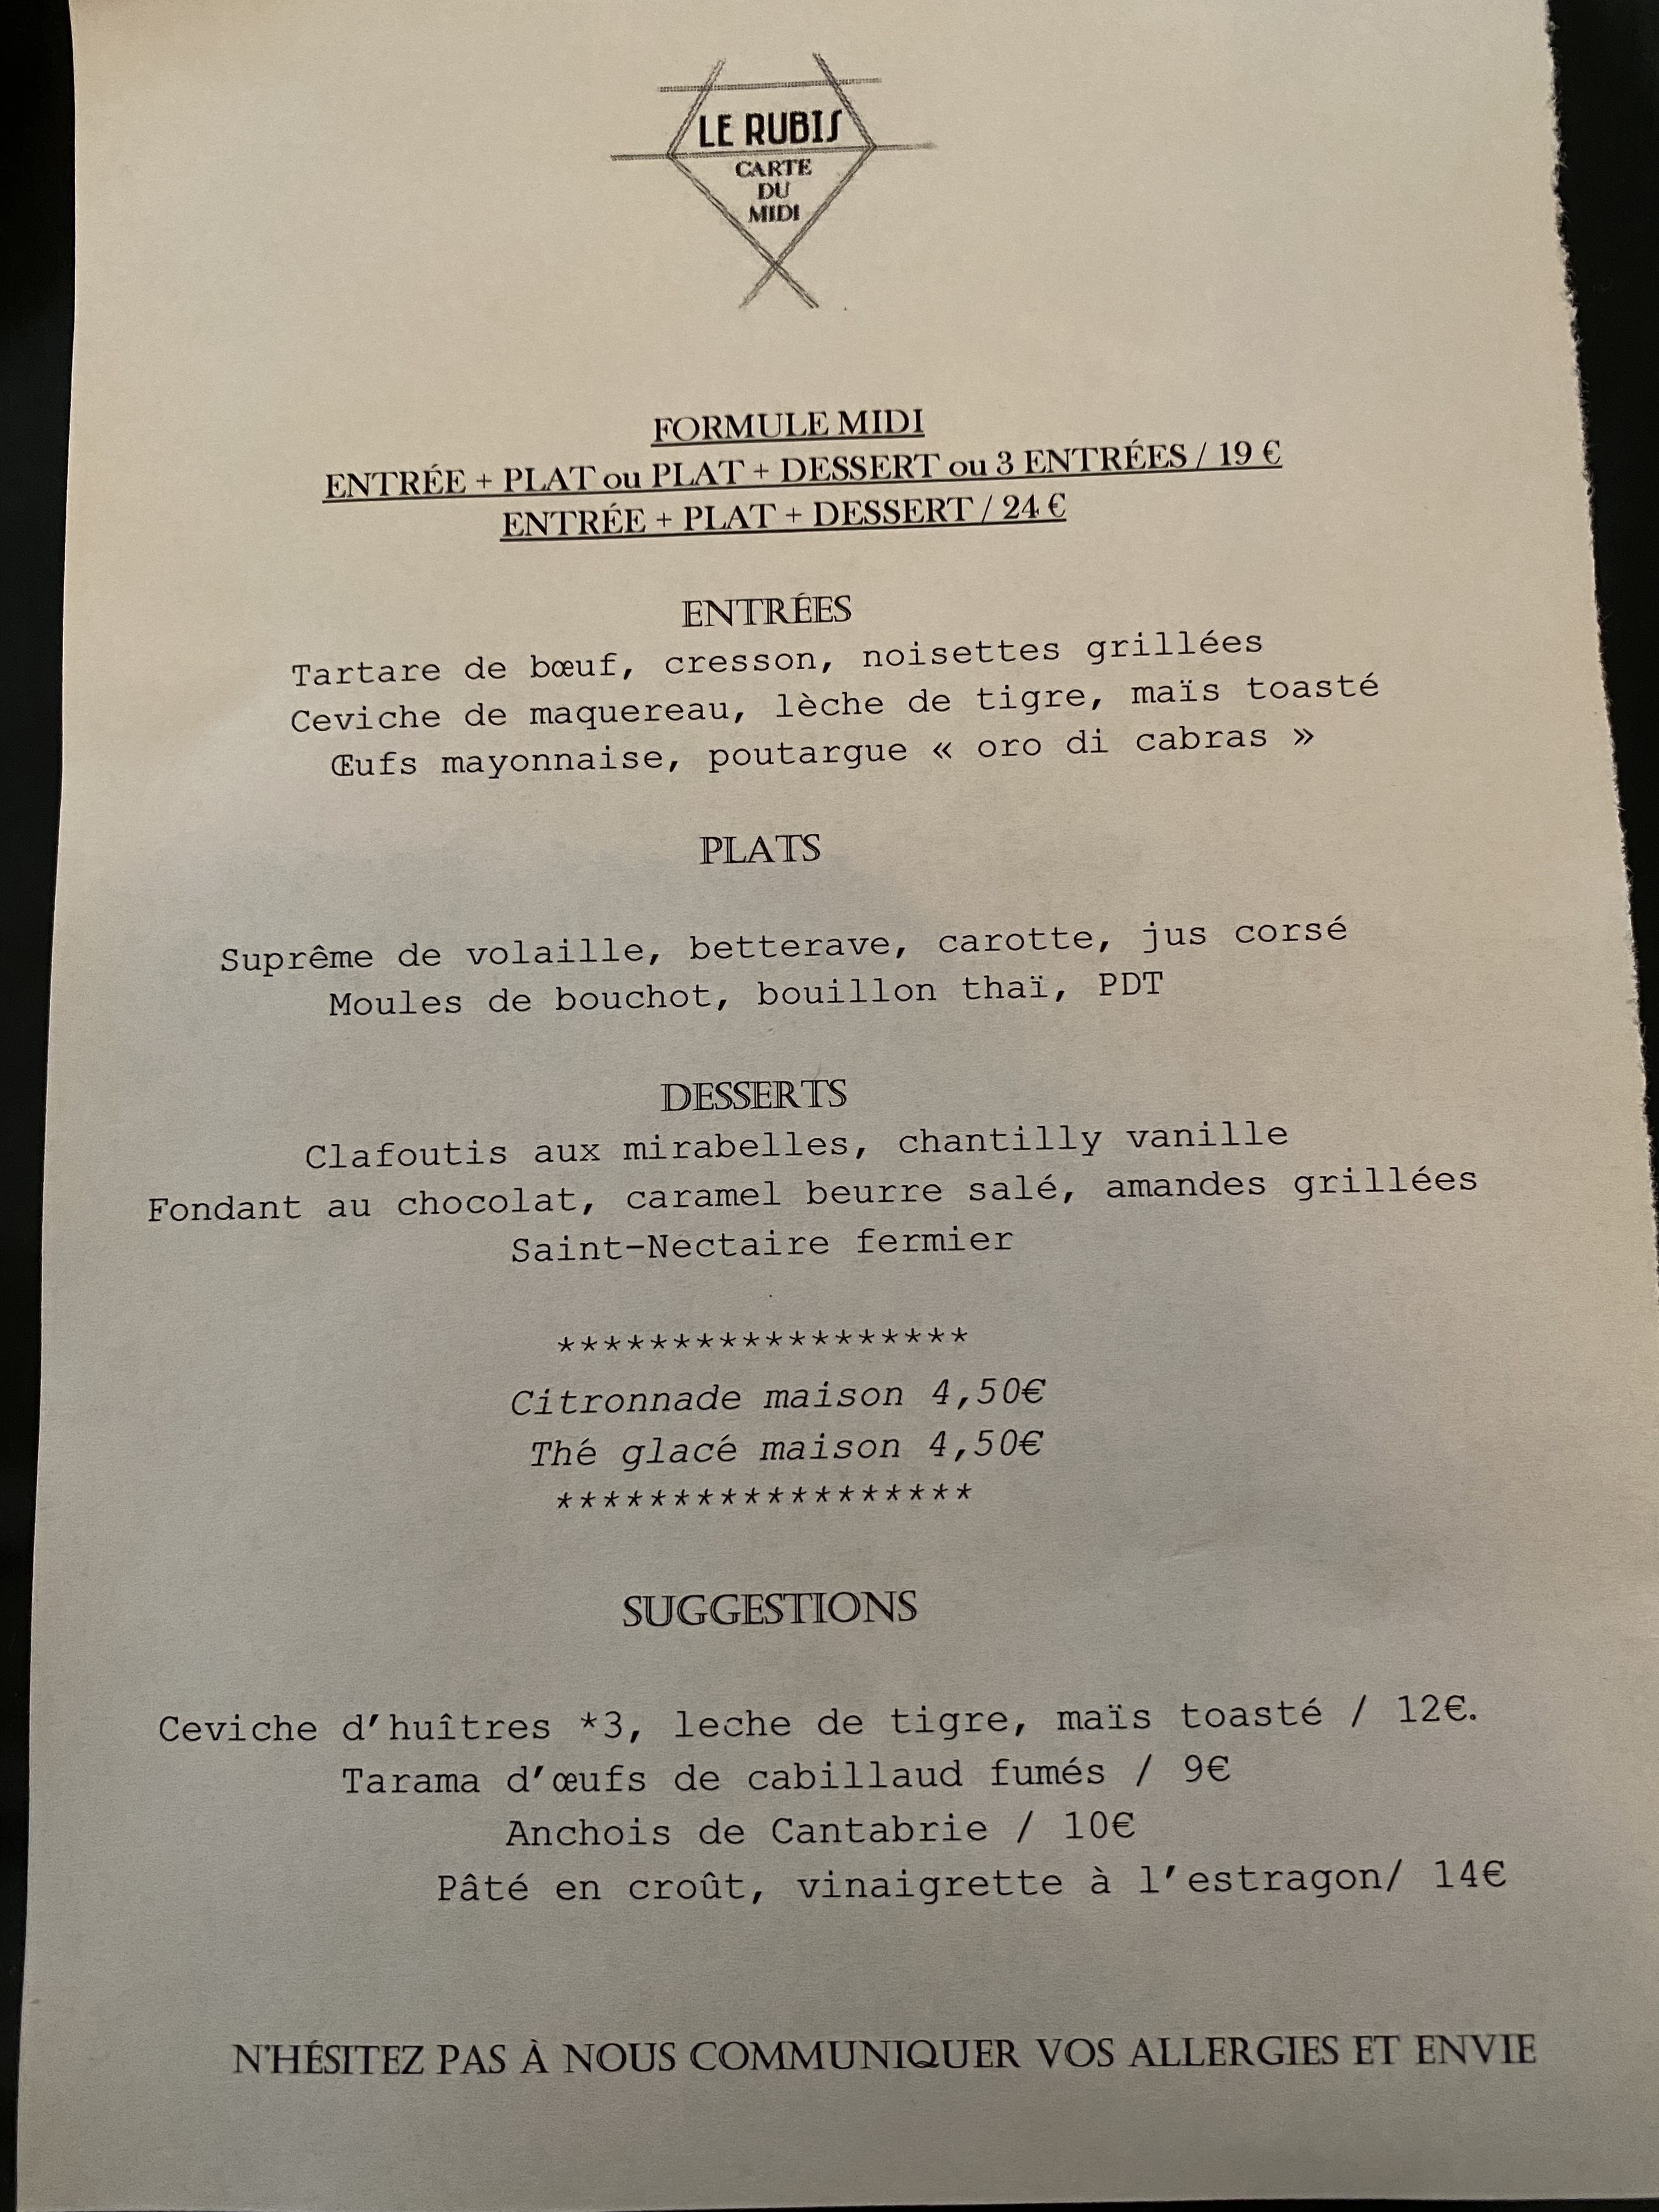 LE RUBIS
CARTE
DU
MIDI
FORMULE MIDI
ENTRÉE + PLAT ou PLAT + DESSERT ou 3 ENTRÉES / 19 €
ENTRÉE + PLAT + DESSERT / 24 €
ENTRÉES
Tartare de bœuf, cresson, noisettes grillées
Ceviche de maquereau, lèche de tigre, maïs toasté
Œufs mayonnaise, poutargue « oro di cabras »
PLATS
Suprême de volaille, betterave, carotte, jus corsé
Moules de bouchot, bouillon thaï, PDT
DESSERTS
Clafoutis aux mirabelles, chantilly vanille
Fondant au chocolat, caramel beurre salé, amandes grillées
Saint-Nectaire fermier
******************
Citronnade maison 4,50€
Thé glacé maison 4,50€
******************
SUGGESTIONS
Ceviche d’huîtres *3, leche de tigre, maïs toasté / 12€.
Tarama d’œufs de cabillaud fumés / 9€
Anchois de Cantabrie / 10€
Pâté en croût, vinaigrette à l’estragon/ 14€
N'HÉSITEZ PAS À NOUS COMMUNIQUER VOS ALLERGIES ET ENVIE